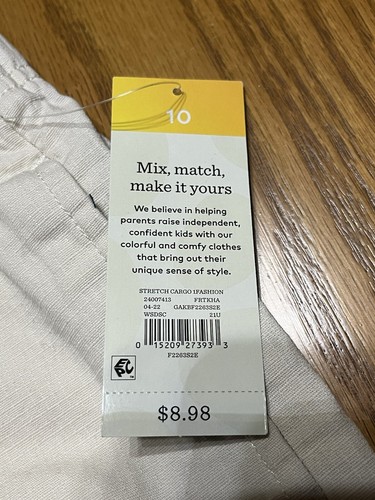 10
Mix, match,
make it yours
We believe in helping
parents raise independent,
confident kids with our
colorful and comfy clothes
that bring out their
unique sense of style.
STRETCH CARGO 1FASHION
24007413 FRTKHA
04-22 GAKBF2263S2E
WSDSC 21U
0 15209 27393 3
F2263S2E
EPC
$8.98